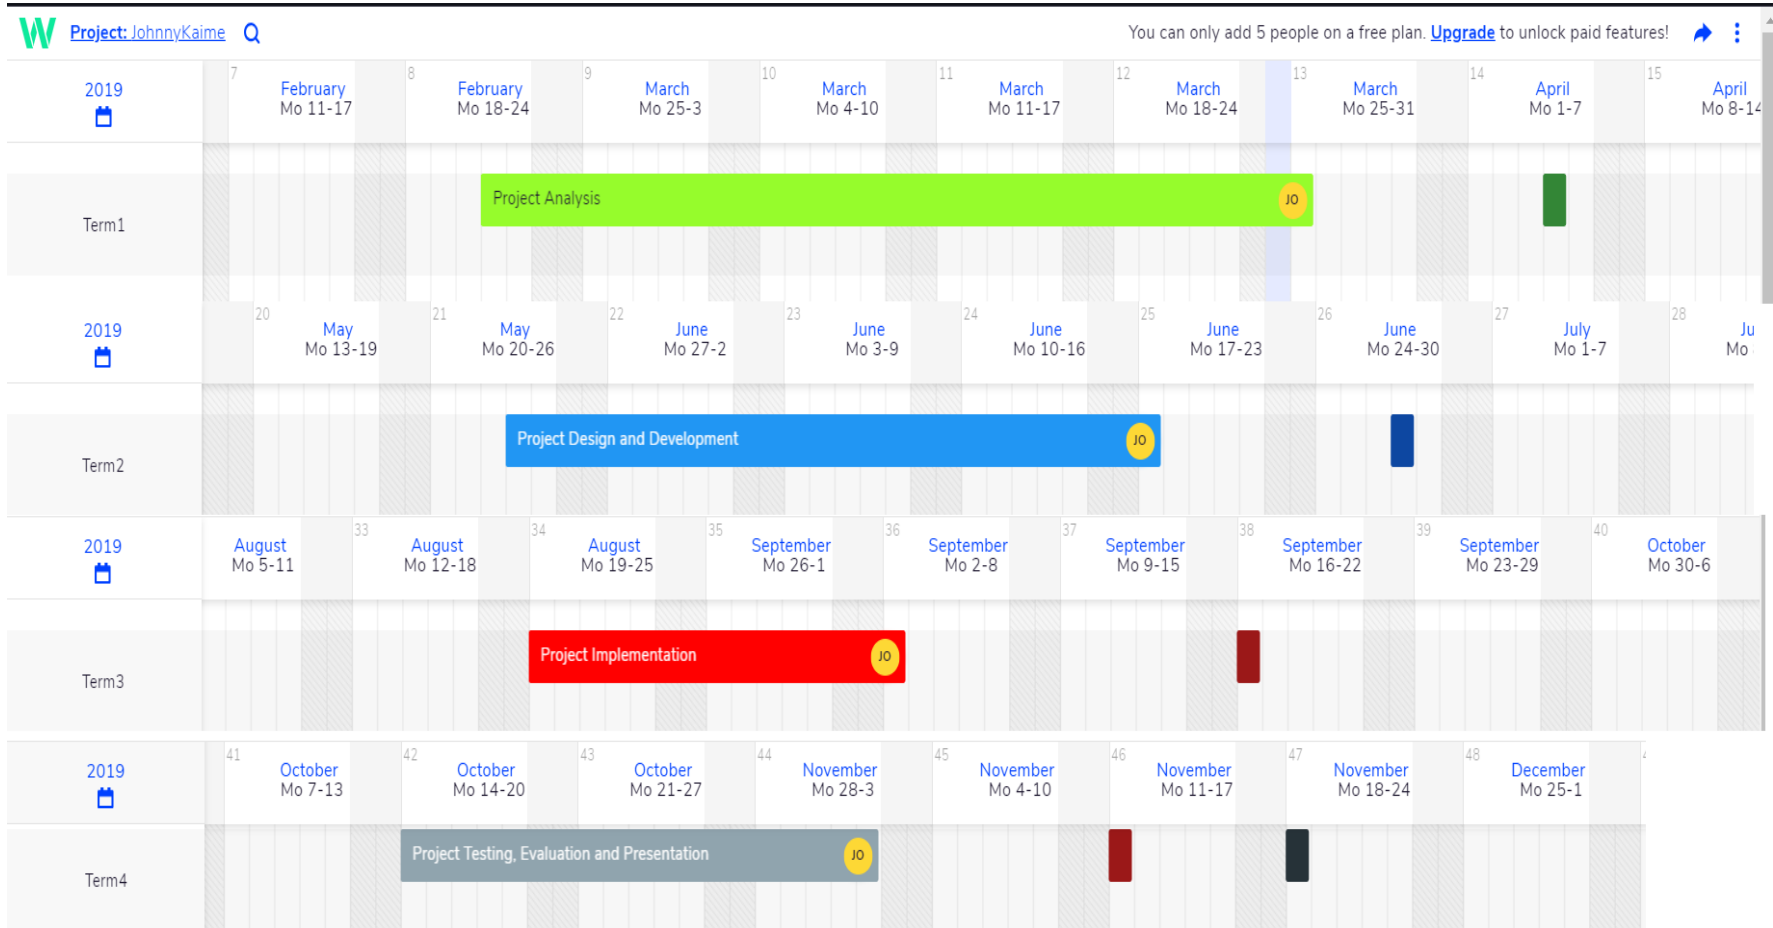 Project: JohnnyKaime
You can only add 5 people on a free plan. Upgrade to unlock paid features!
7 8 9 10 11 12 13 14 15
2019 February February March March March March March April April
Mo 11-17 Mo 18-24 Mo 25-3 Mo 4-10 Mo 11-17 Mo 18-24 Mo 25-31 Mo 1-7 Mo 8-14
Project Analysis JO
Term1
20 21 22 23 24 25 26 27 28
2019 May May June June June June June July Ju
Mo 13-19 Mo 20-26 Mo 27-2 Mo 3-9 Mo 10-16 Mo 17-23 Mo 24-30 Mo 1-7 Mo
Project Design and Development JO
Term2
33 34 35 36 37 38 39 40
2019 August August August September September September September September October
Mo 5-11 Mo 12-18 Mo 19-25 Mo 26-1 Mo 2-8 Mo 9-15 Mo 16-22 Mo 23-29 Mo 30-6
Project Implementation JO
Term3
41 42 43 44 45 46 47 48
2019 October October October November November November November December
Mo 7-13 Mo 14-20 Mo 21-27 Mo 28-3 Mo 4-10 Mo 11-17 Mo 18-24 Mo 25-1
Project Testing, Evaluation and Presentation JO
Term4